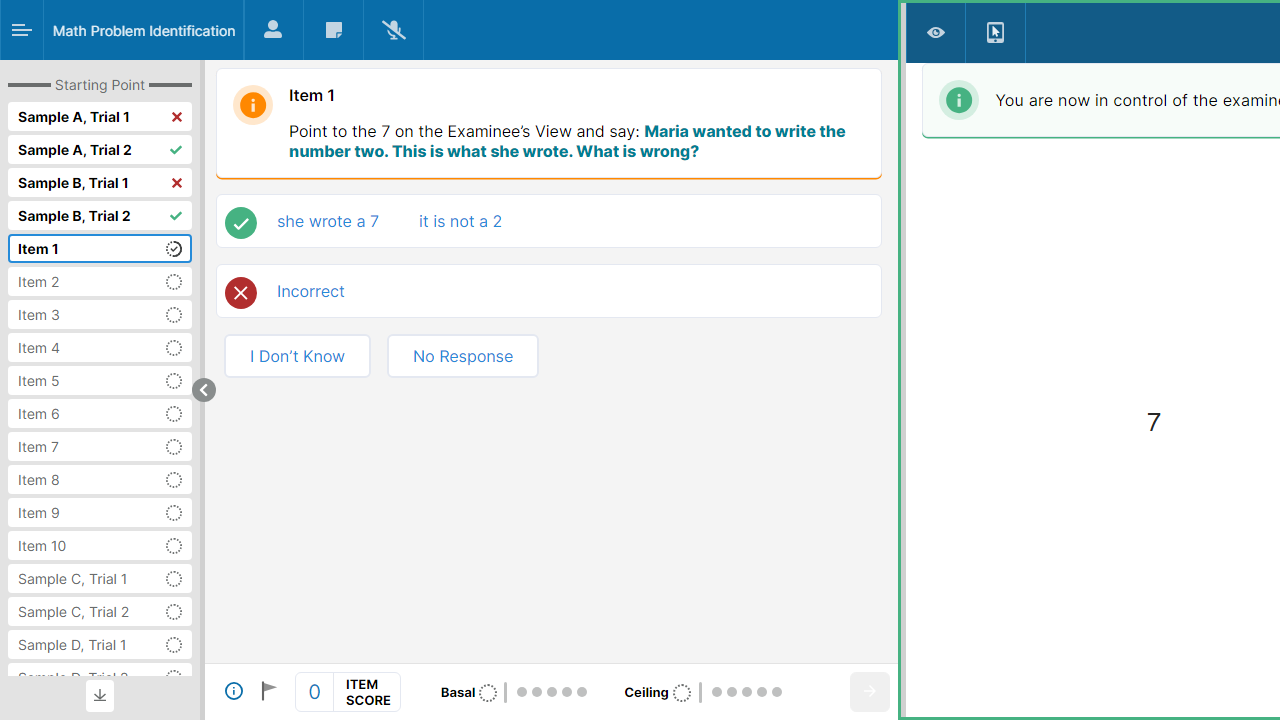 Math Problem Identification
Starting Point
Sample A, Trial 1
Sample A, Trial 2
Sample B, Trial 1
Sample B, Trial 2
Item 1
Item 2
Item 3
Item 4
Item 5
Item 6
Item 7
Item 8
Item 9
Item 10
Sample C, Trial 1
Sample C, Trial 2
Sample D, Trial 1
Item 1
Point to the 7 on the Examinee’s View and say: Maria wanted to write the
number two. This is what she wrote. What is wrong?
she wrote a 7 it is not a 2
Incorrect
I Don’t Know No Response
0 ITEM
SCORE
Basal Ceiling
You are now in control of the examin
7